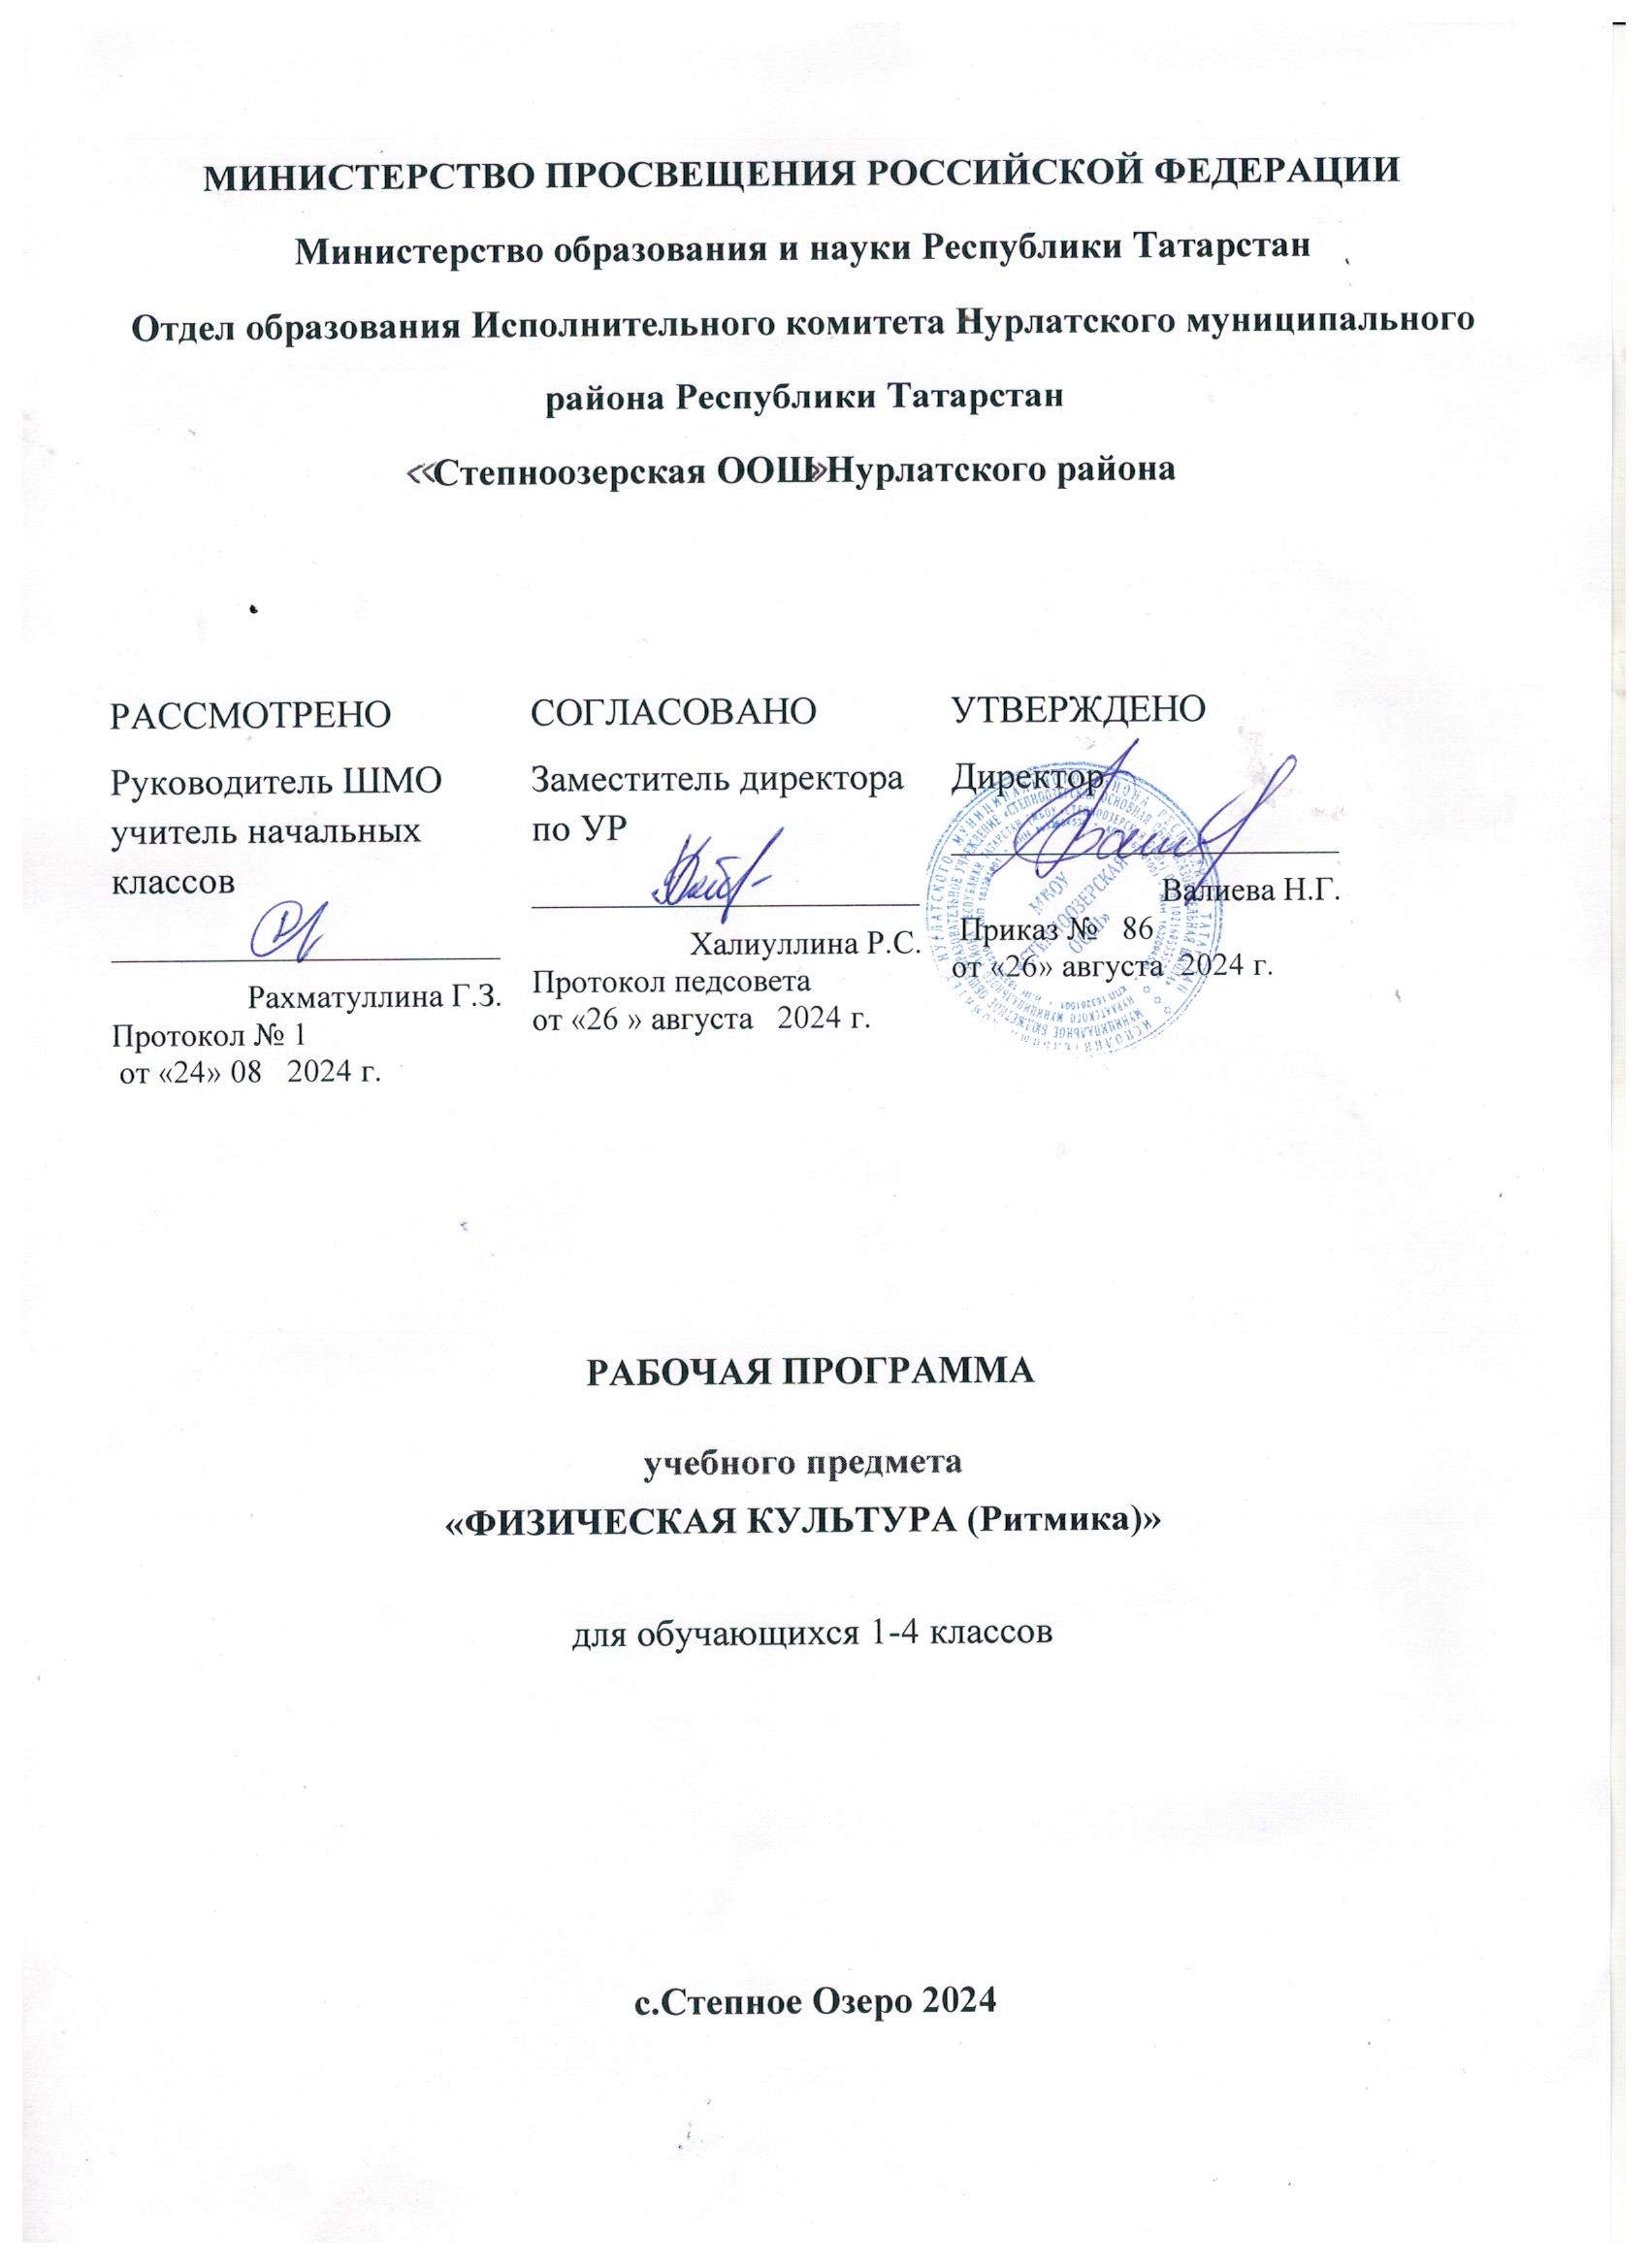 МИНИСТЕРСТВО ПРОСВЕЩЕНИЯ РОССИЙСКОЙ ФЕДЕРАЦИИ
Министерство образования и науки Республики Татарстан
Отдел образования Исполнительного комитета Нурлатского муниципального
района Республики Татарстан
«Степноозерская ООШ»Нурлатского района
РАССМОТРЕНО
Руководитель ШМО
учитель начальных
классов
Рахматуллина Г.З.
Протокол № 1
от «24» 08 2024 г.
СОГЛАСОВАНО
Заместитель директора
по УР
Халиуллина Р.С.
Протокол педсовета
от «26 » августа 2024 г.
УТВЕРЖДЕНО
Директор
Валиева Н.Г.
Приказ № 86
от «26» августа 2024 г.
МБОУ
«СТЕПНООЗЕРСКАЯ
ООШ»
РАБОЧАЯ ПРОГРАММА
учебного предмета
«ФИЗИЧЕСКАЯ КУЛЬТУРА (Ритмика)»
для обучающихся 1-4 классов
с.Степное Озеро 2024